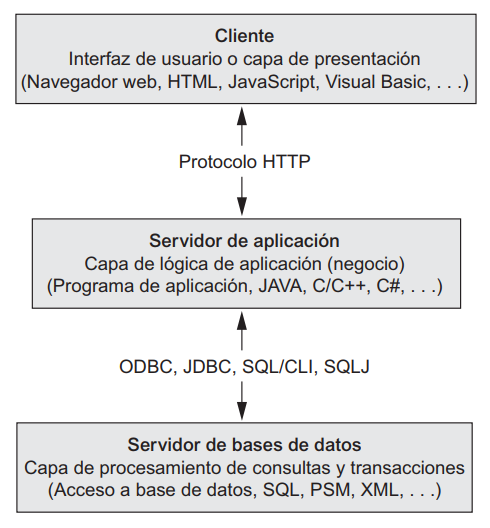 Cliente
Interfaz de usuario o capa de presentación
(Navegador web, HTML, JavaScript, Visual Basic, . . .)
Protocolo HTTP
Servidor de aplicación
Capa de lógica de aplicación (negocio)
(Programa de aplicación, JAVA, C/C++, C#, . . .)
ODBC, JDBC, SQL/CLI, SQLJ
Servidor de bases de datos
Capa de procesamiento de consultas y transacciones
(Acceso a base de datos, SQL, PSM, XML, . . .)